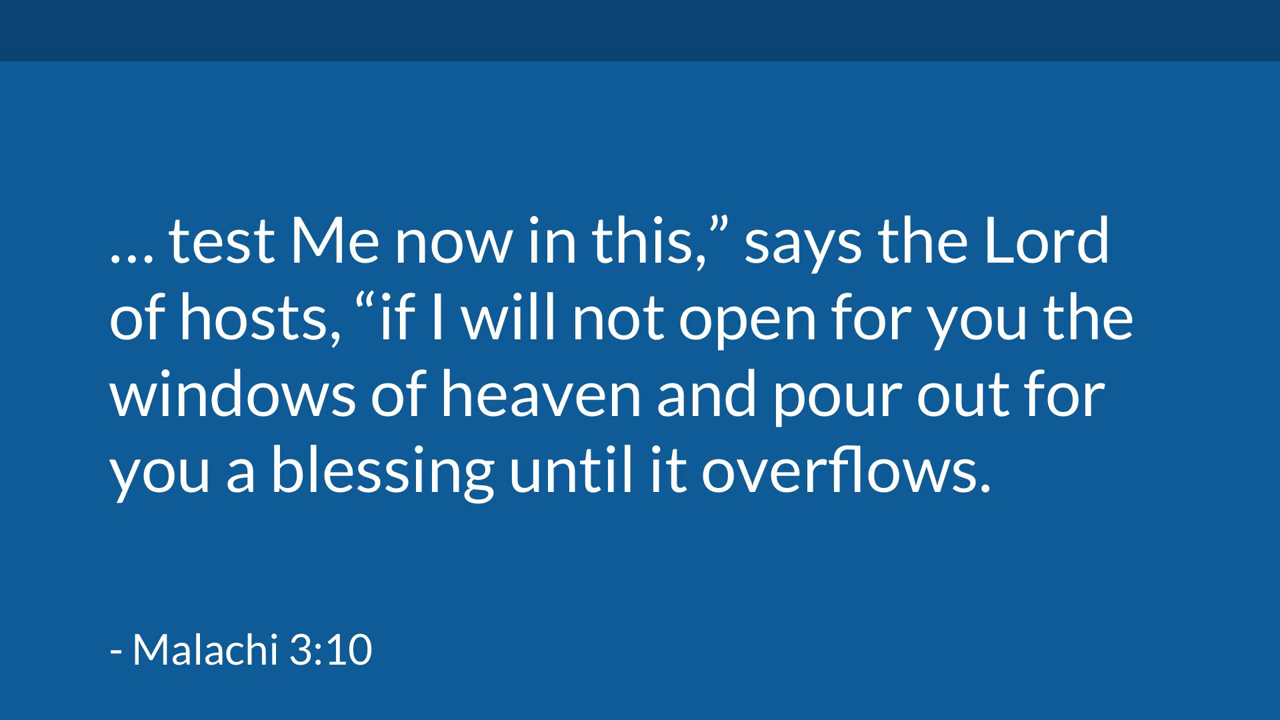 … test Me now in this,” says the Lord
of hosts, “if I will not open for you the
windows of heaven and pour out for
you a blessing until it overflows.
- Malachi 3:10